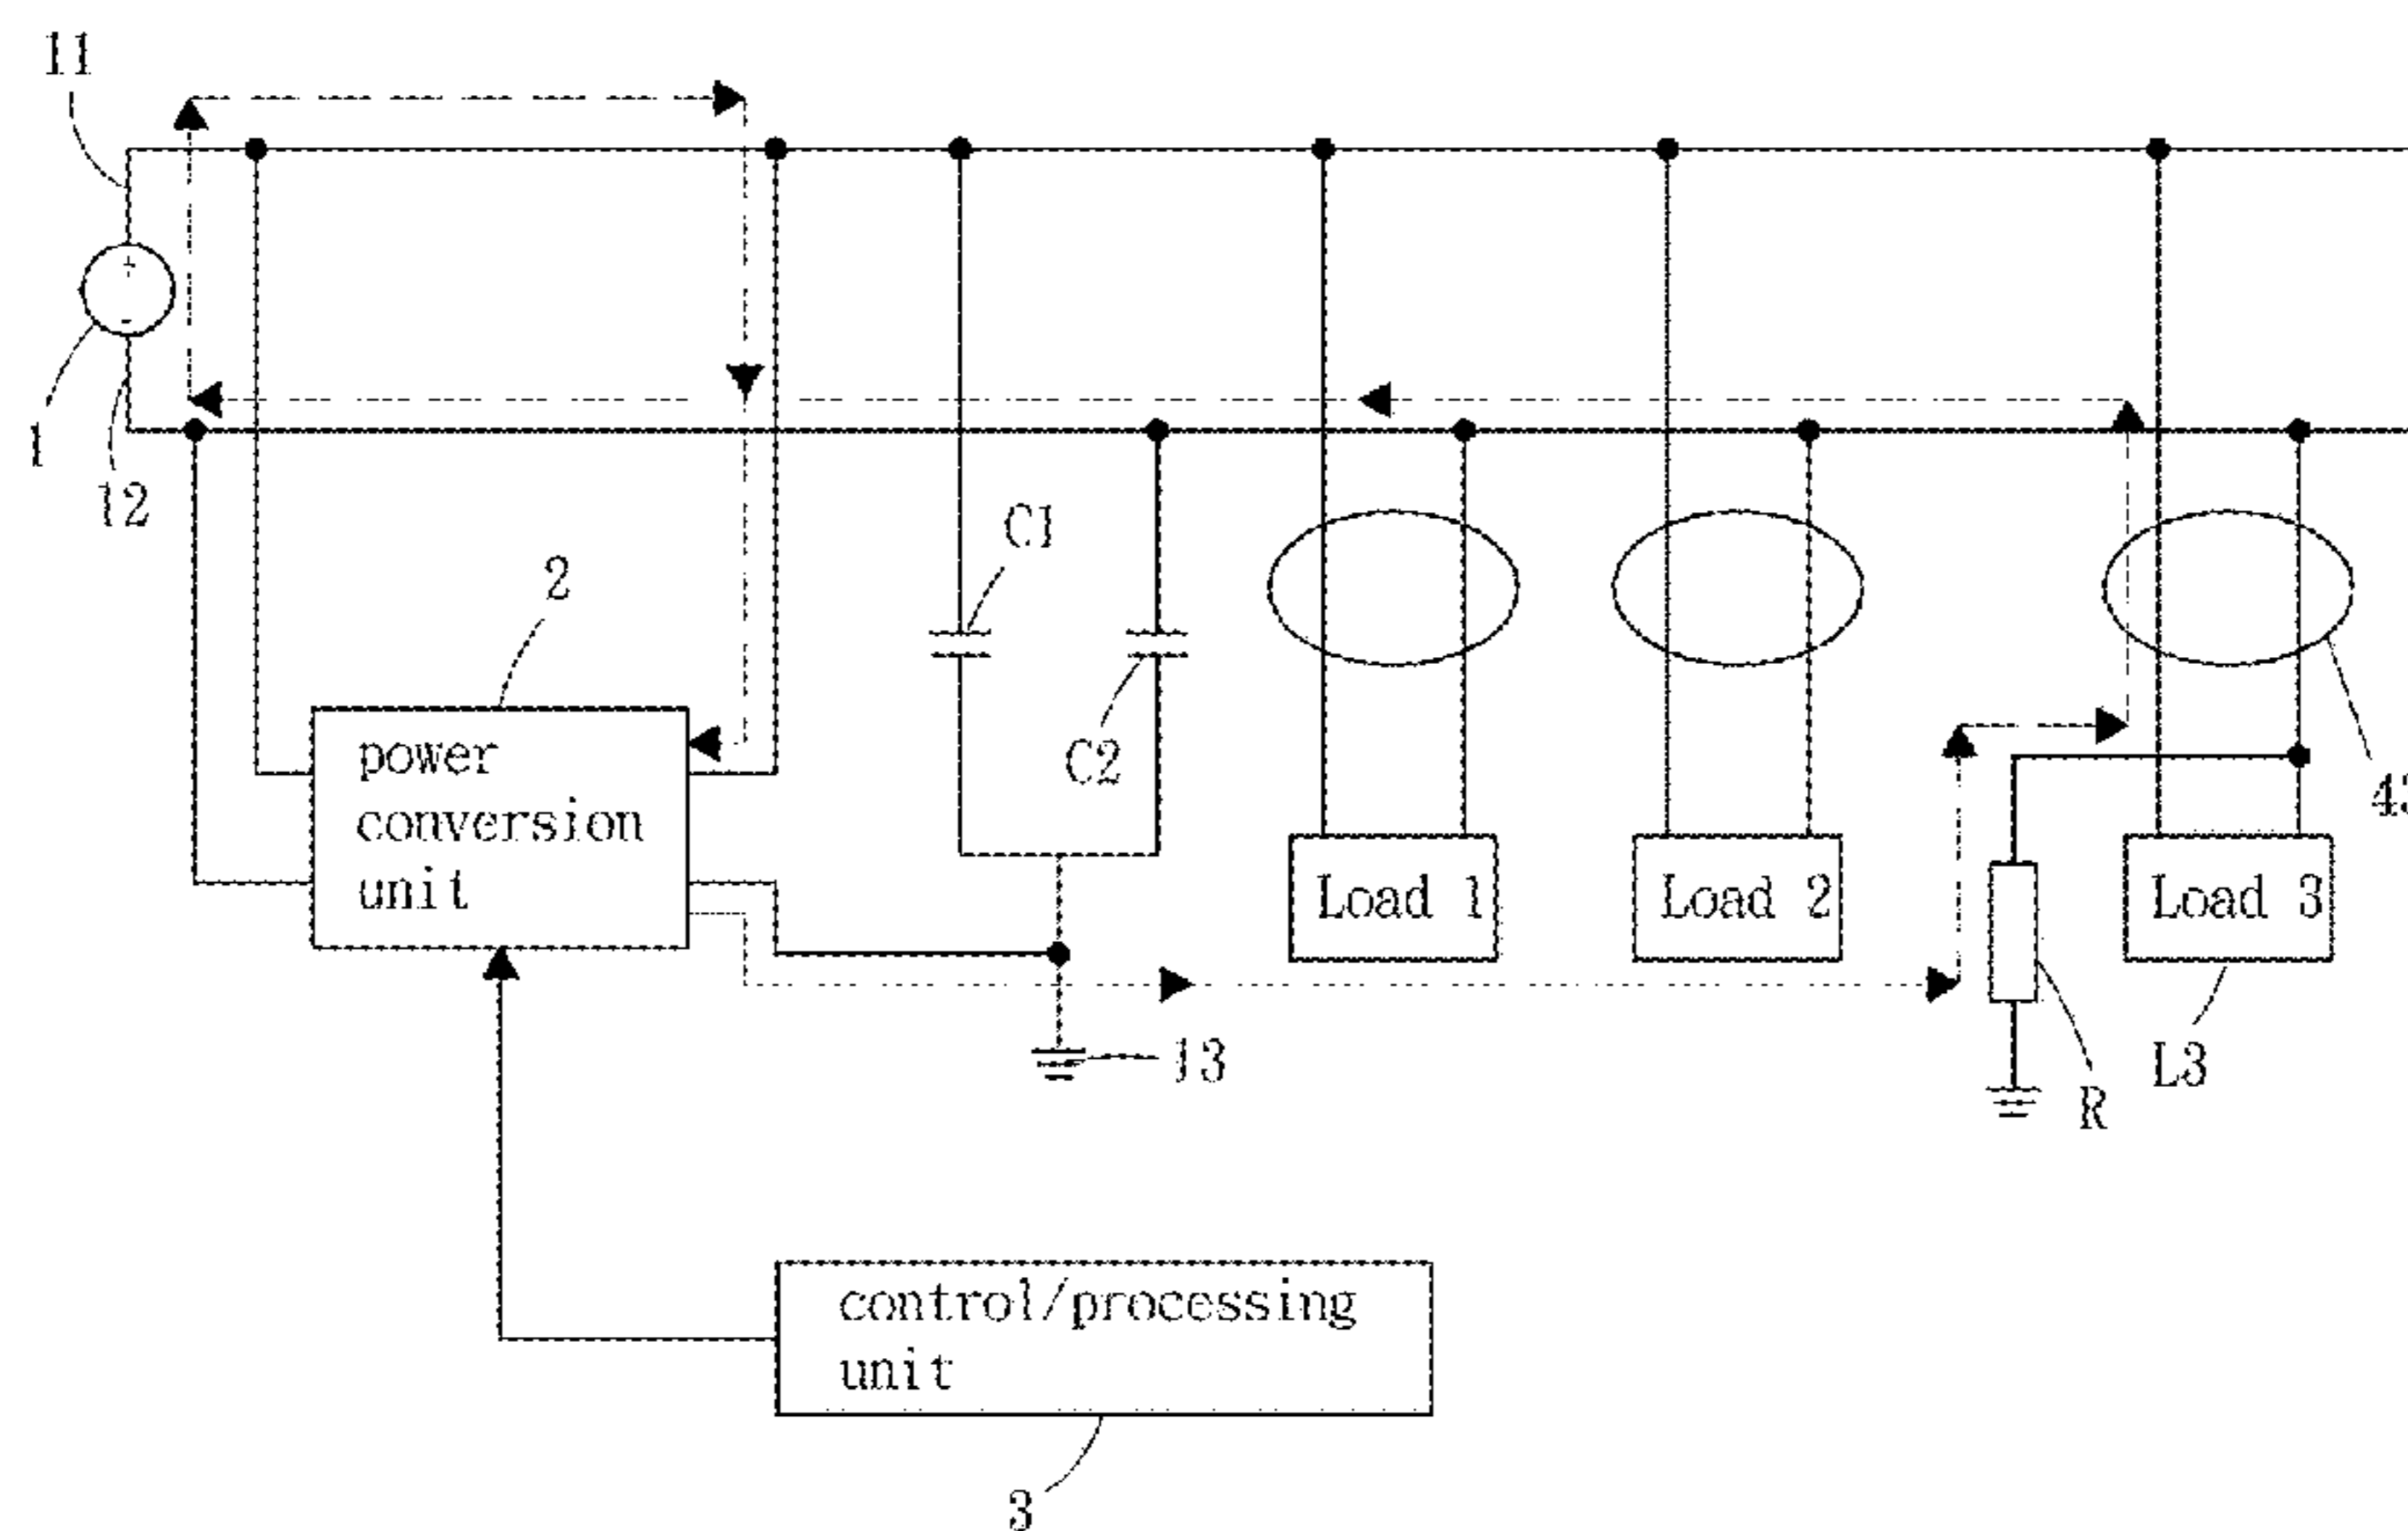 11
+
-
1
12
C1
2
C2
power
conversion
unit
Load 1
Load 2
Load 3
13
L3
R
control/processing
unit
3